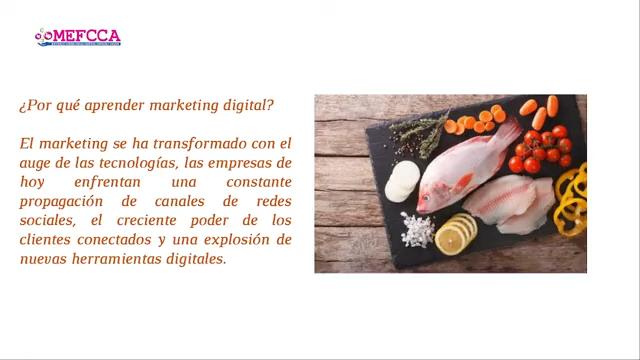 MEFCCA
¿Por qué aprender marketing digital?
El marketing se ha transformado con el
auge de las tecnologías, las empresas de
hoy enfrentan una constante
propagación de canales de redes
sociales, el creciente poder de los
clientes conectados y una explosión de
nuevas herramientas digitales.